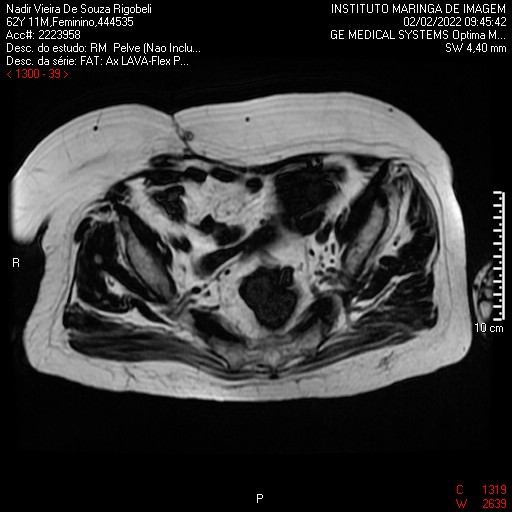 Nadir Vieira De Souza Rigobeli
62Y 11M,Feminino,444535
Acc#: 2223958
Desc. do estudo: RM Pelve (Nao Inclu...
Desc. da série: FAT: Ax LAVA-Flex P...
< 1300 - 39 >
INSTITUTO MARINGA DE IMAGEM
02/02/2022 09:45:42
GE MEDICAL SYSTEMS Optima M...
SW 4,40 mm
R
10 cm
P
C 1319
W 2639